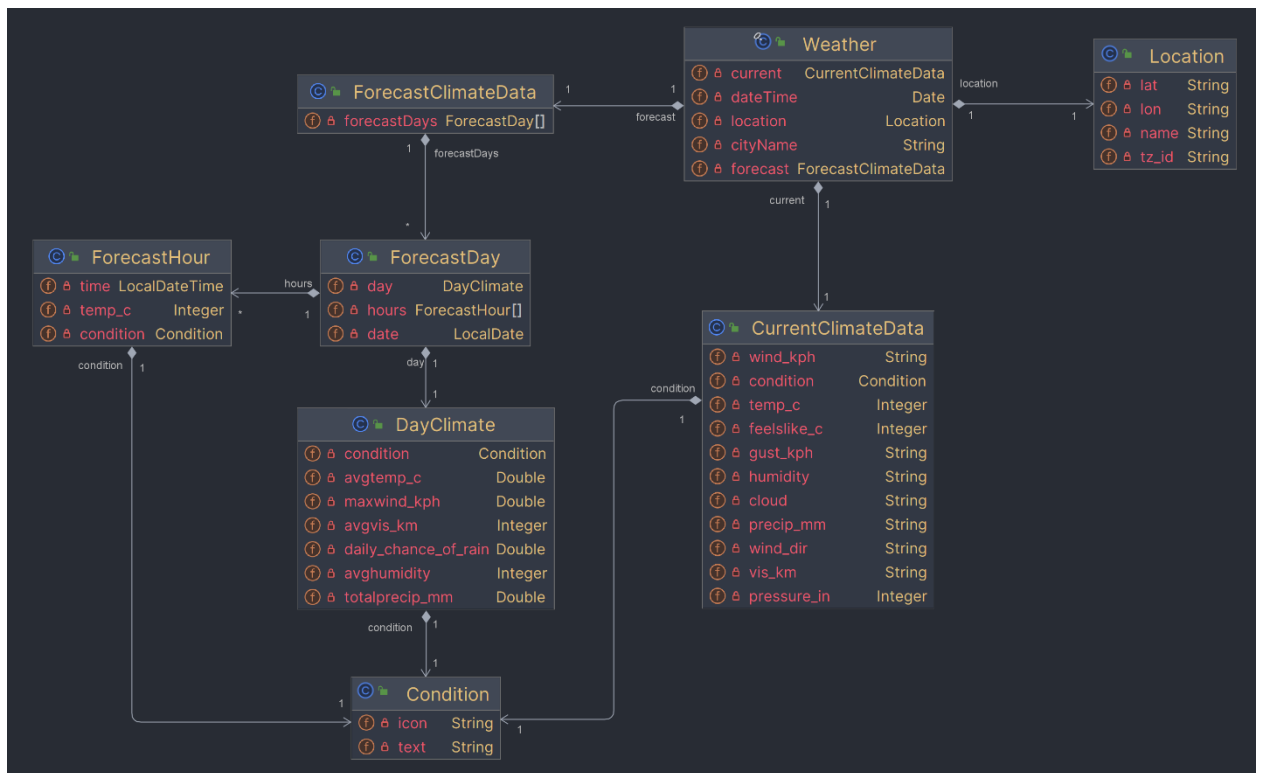 Weather
current CurrentClimateData
dateTime Date
location Location
cityName String
forecast ForecastClimateData
Location
lat String
lon String
name String
tz_id String
location
1
1
ForecastClimateData
forecastDays ForecastDay[]
1
1
forecast
1
forecastDays
*
current
1
1
ForecastHour
time LocalDateTime
temp_c Integer
condition Condition
hours
*
1
ForecastDay
day DayClimate
hours ForecastHour[]
date LocalDate
condition
1
day
1
1
CurrentClimateData
wind_kph String
condition Condition
temp_c Integer
feelslike_c Integer
gust_kph String
humidity String
cloud String
precip_mm String
wind_dir String
vis_km String
pressure_in Integer
condition
1
DayClimate
condition Condition
avgtemp_c Double
maxwind_kph Double
avgvis_km Integer
daily_chance_of_rain Double
avghumidity Integer
totalprecip_mm Double
condition
1
1
1
1
Condition
icon String
text String